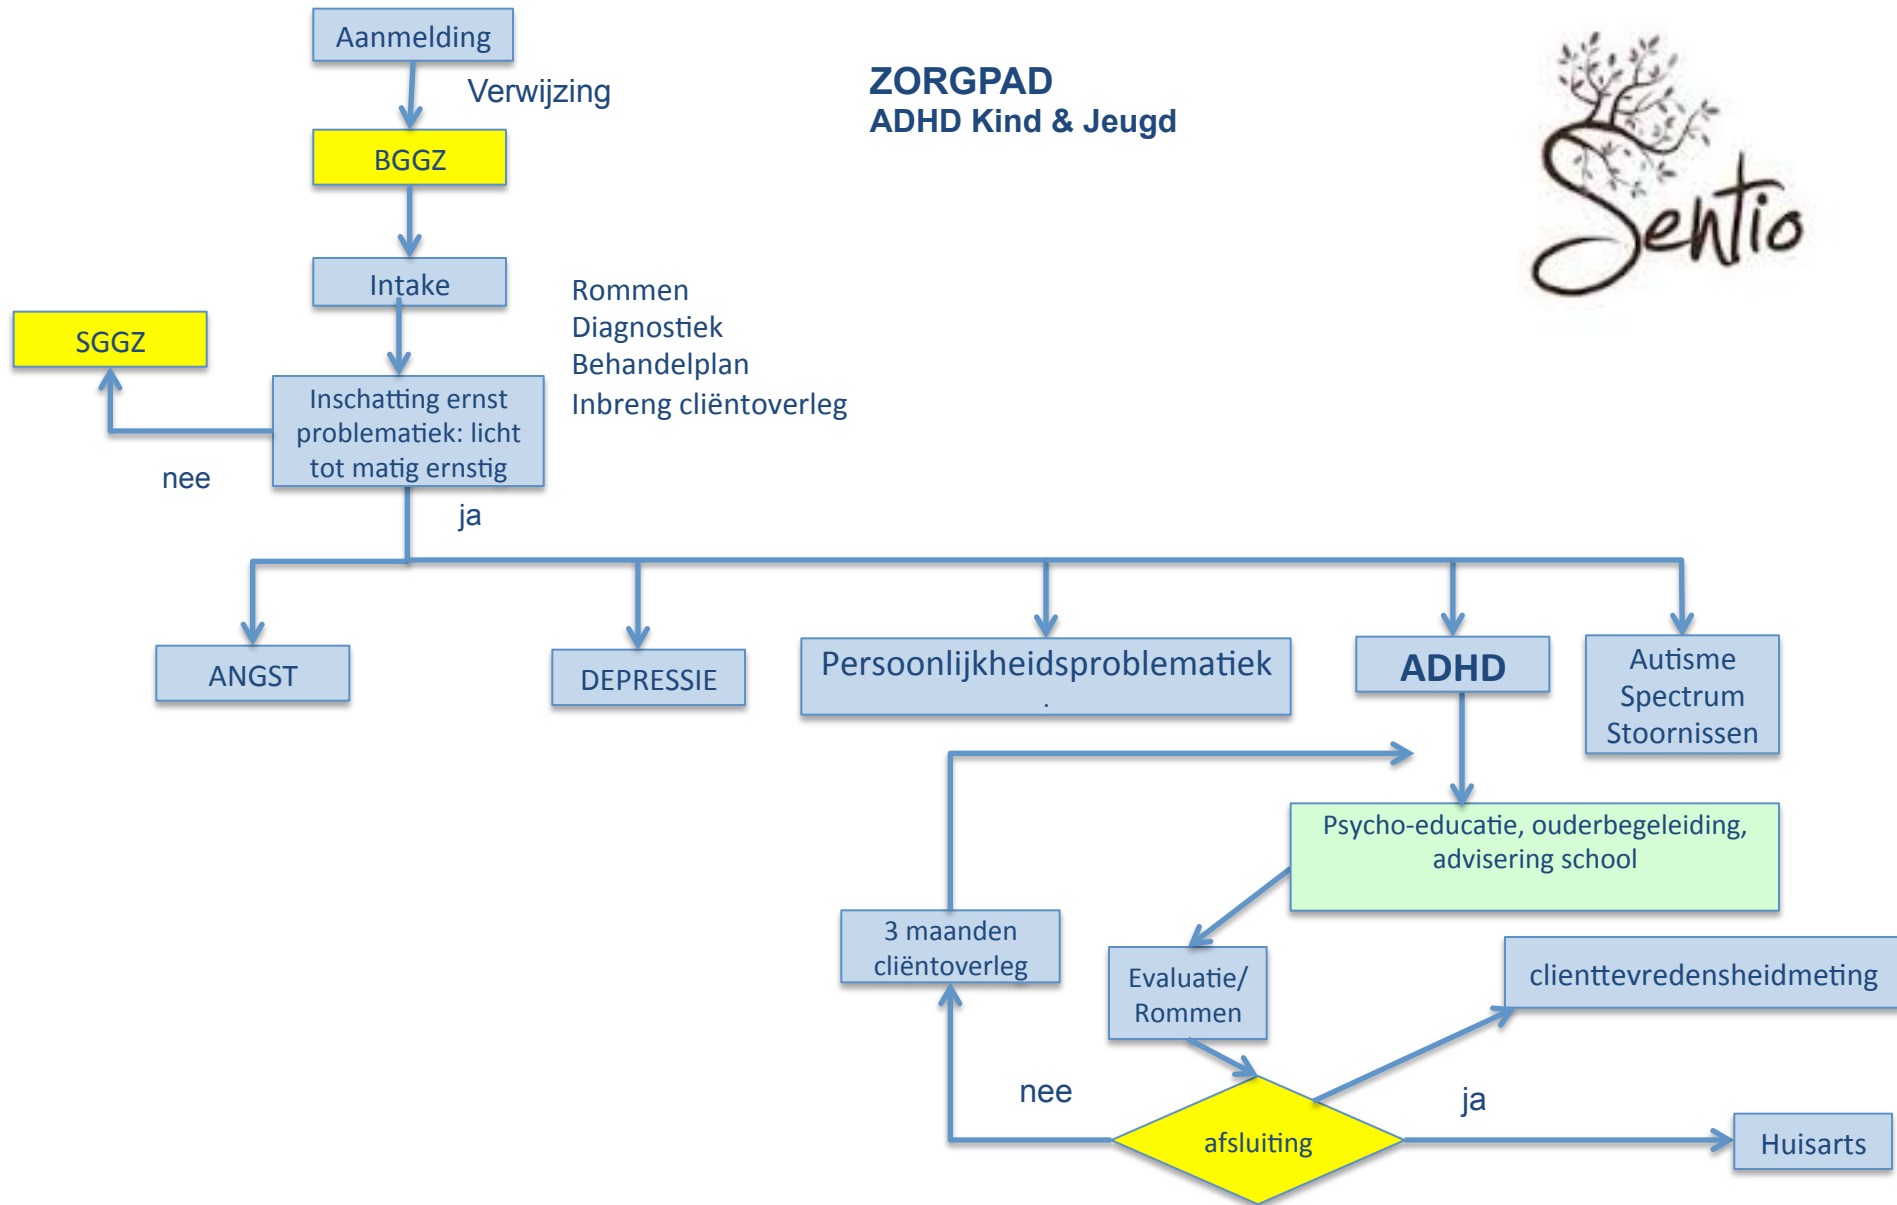 Aanmelding
Verwijzing
ZORGPAD
ADHD Kind & Jeugd
Sentio
BGGZ
Intake
Rommen
Diagnostiek
Behandelplan
Inbreng cliëntoverleg
SGGZ
Inschatting ernst
problematiek: licht
tot matig ernstig
nee
ja
ANGST
DEPRESSIE
Persoonlijkheidsproblematiek
.
ADHD
Autisme
Spectrum
Stoornissen
Psycho-educatie, ouderbegeleiding,
advisering school
3 maanden
cliëntoverleg
Evaluatie/
Rommen
clienttevredensheidmeting
nee
ja
afsluiting
Huisarts